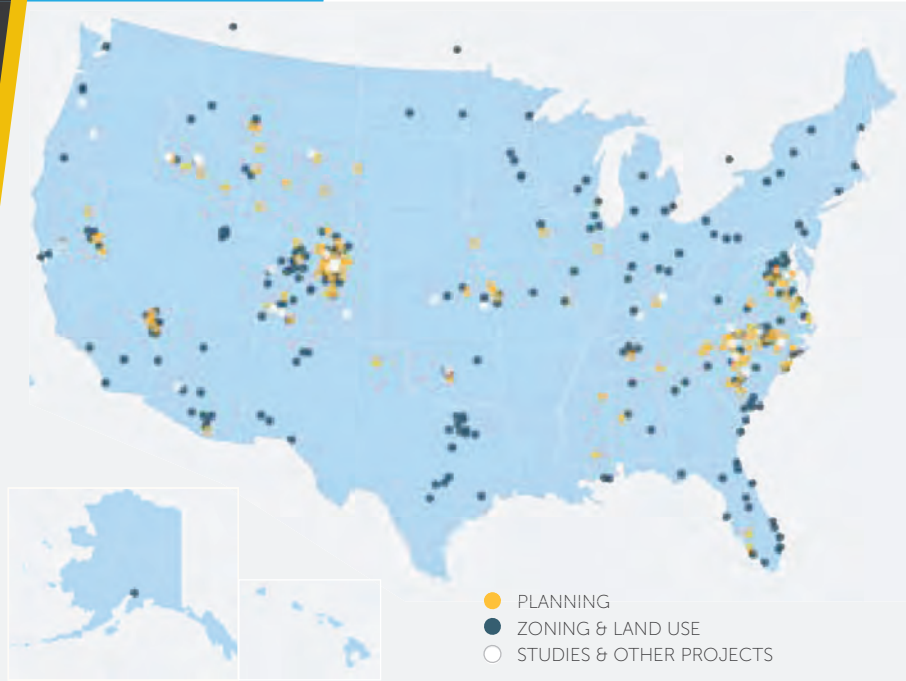 PLANNING
ZONING & LAND USE
STUDIES & OTHER PROJECTS